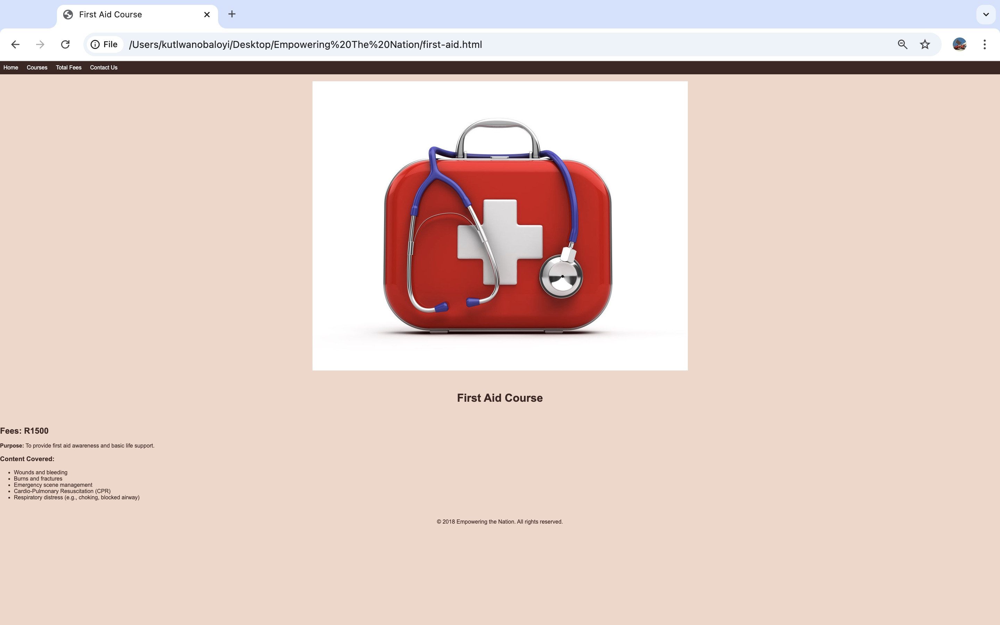 First Aid Course
File /Users/kutlwanobaloyi/Desktop/Empowering%20The%20Nation/first-aid.html
Home Courses Total Fees Contact Us
First Aid Course
Fees: R1500
Purpose: To provide first aid awareness and basic life support.
Content Covered:
• Wounds and bleeding
• Burns and fractures
• Emergency scene management
• Cardio-Pulmonary Resuscitation (CPR)
• Respiratory distress (e.g., choking, blocked airway)
© 2018 Empowering the Nation. All rights reserved.